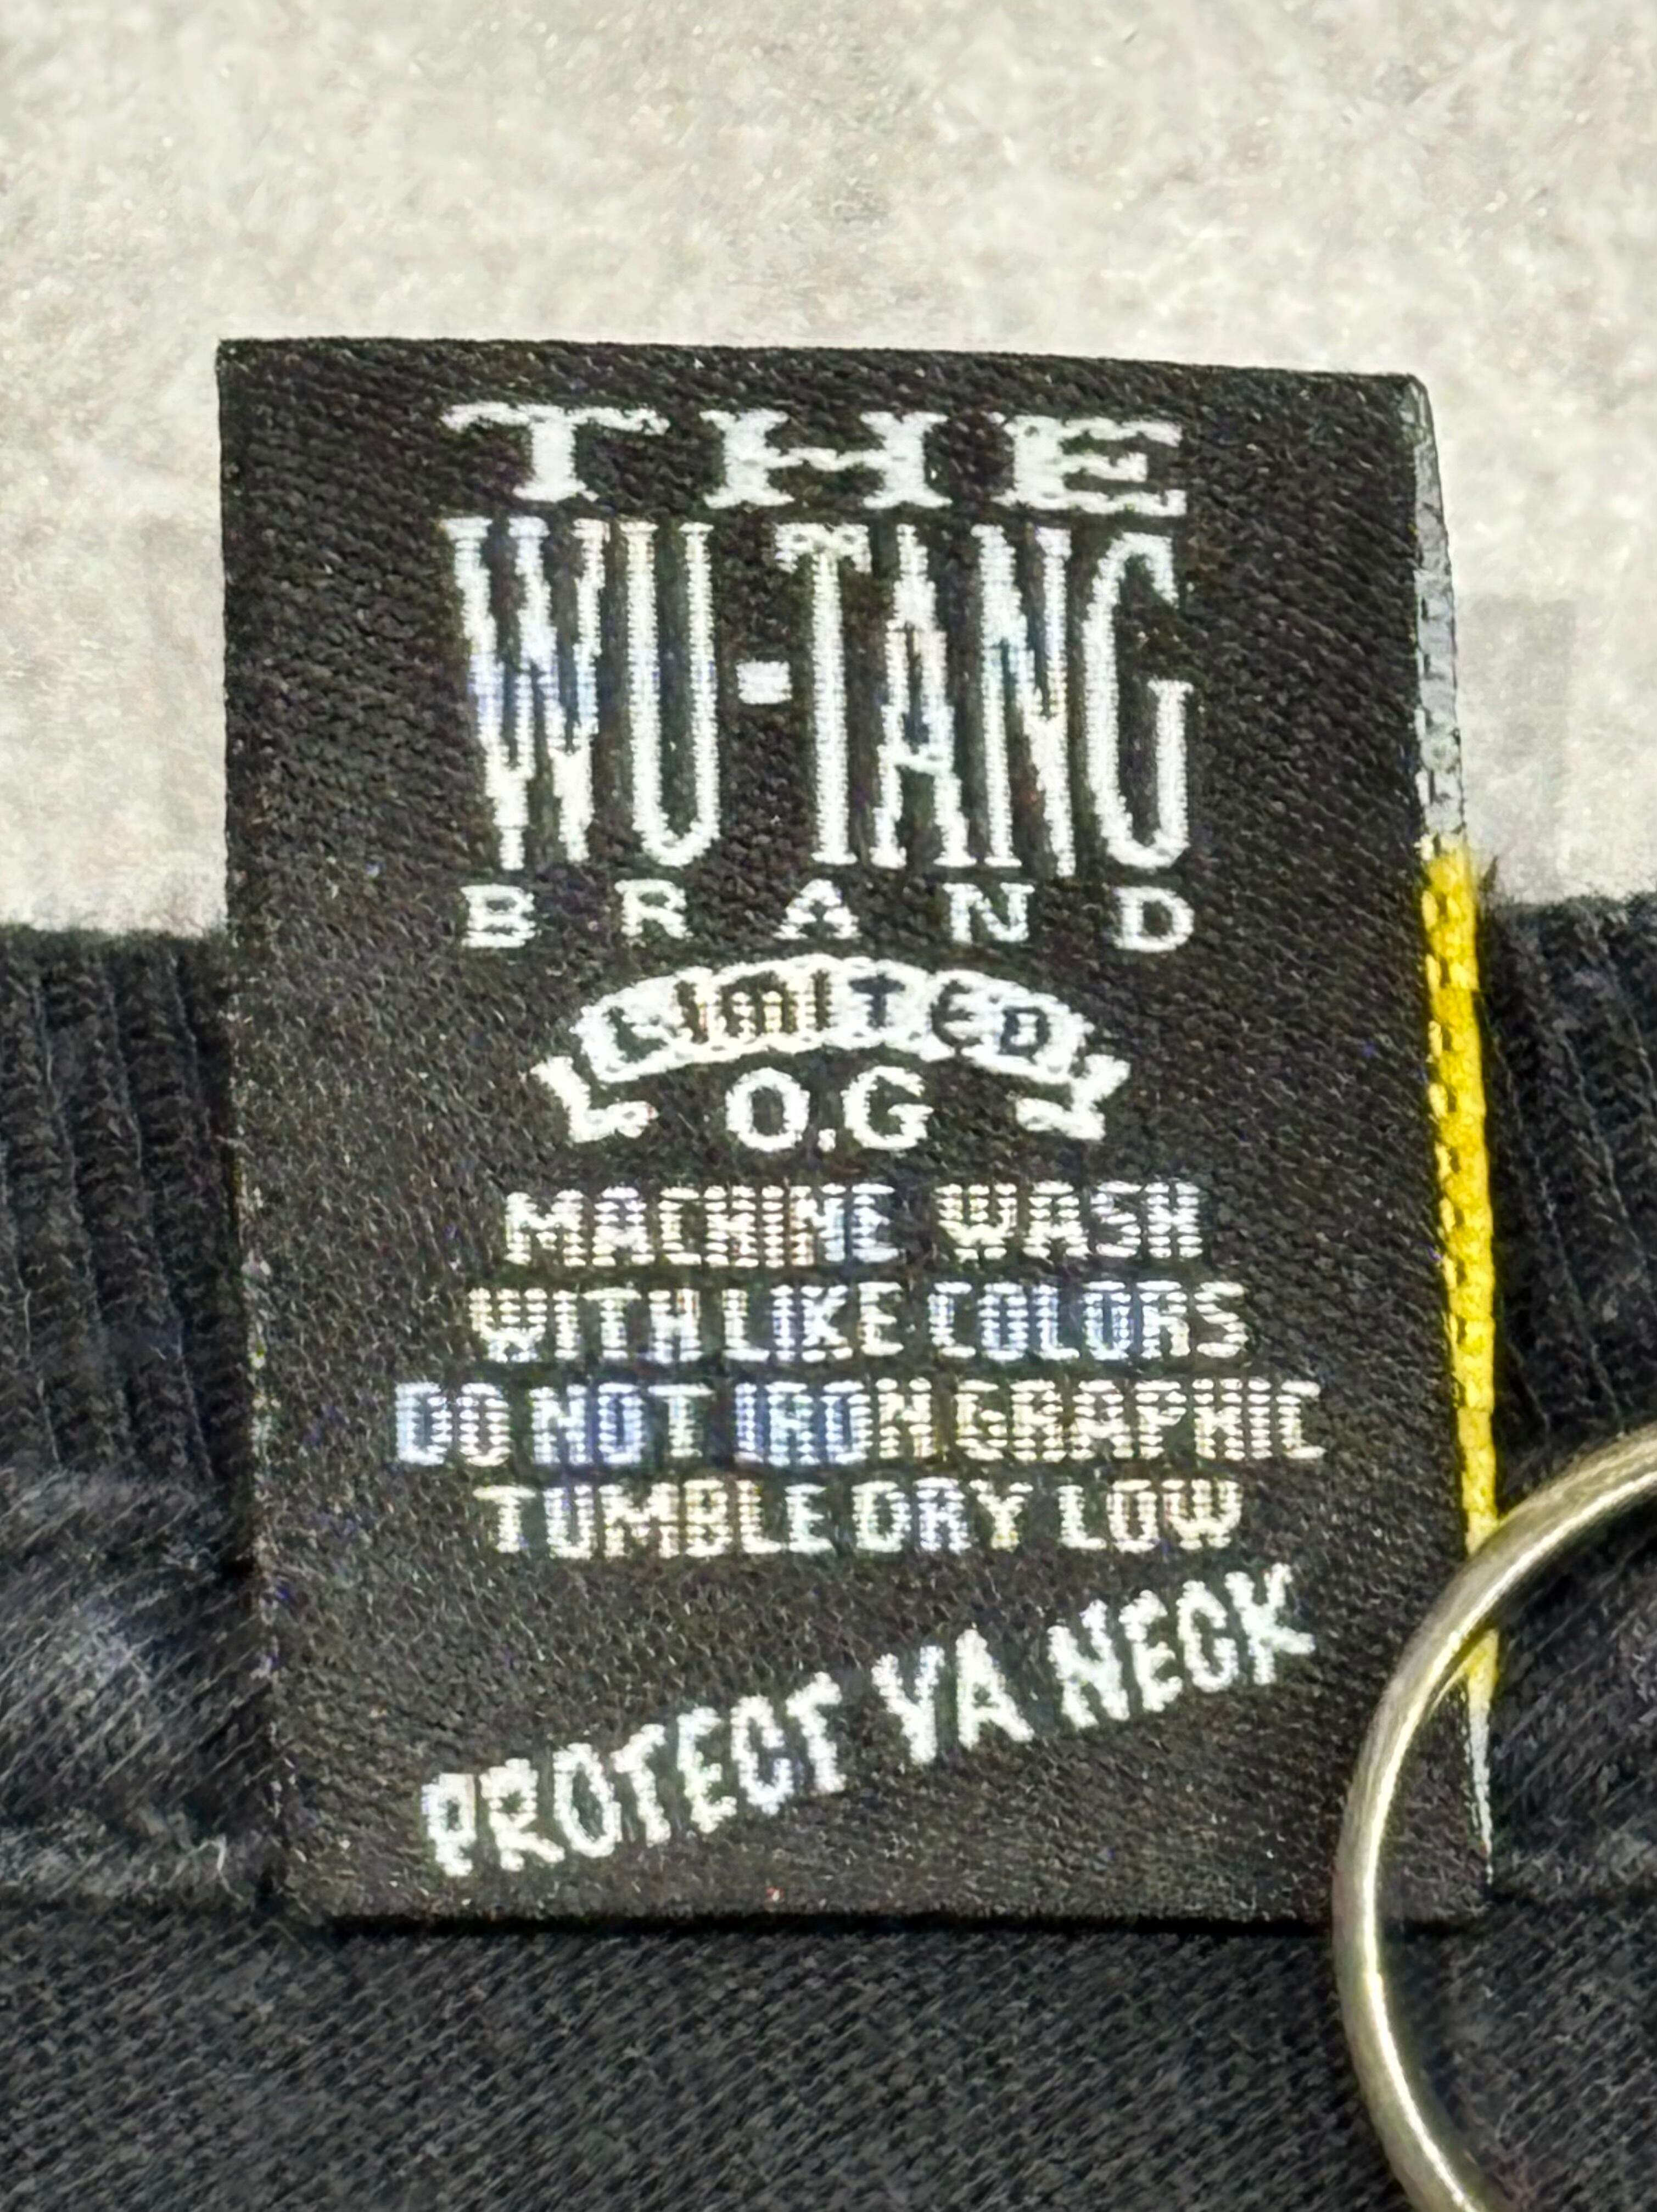 THE
WU-TANG
BRAND
LIMITED
O.G
MACHINE WASH
WITH LIKE COLORS
DO NOT IRON GRAPHIC
TUMBLE DRY LOW
PROTECT YA NECK